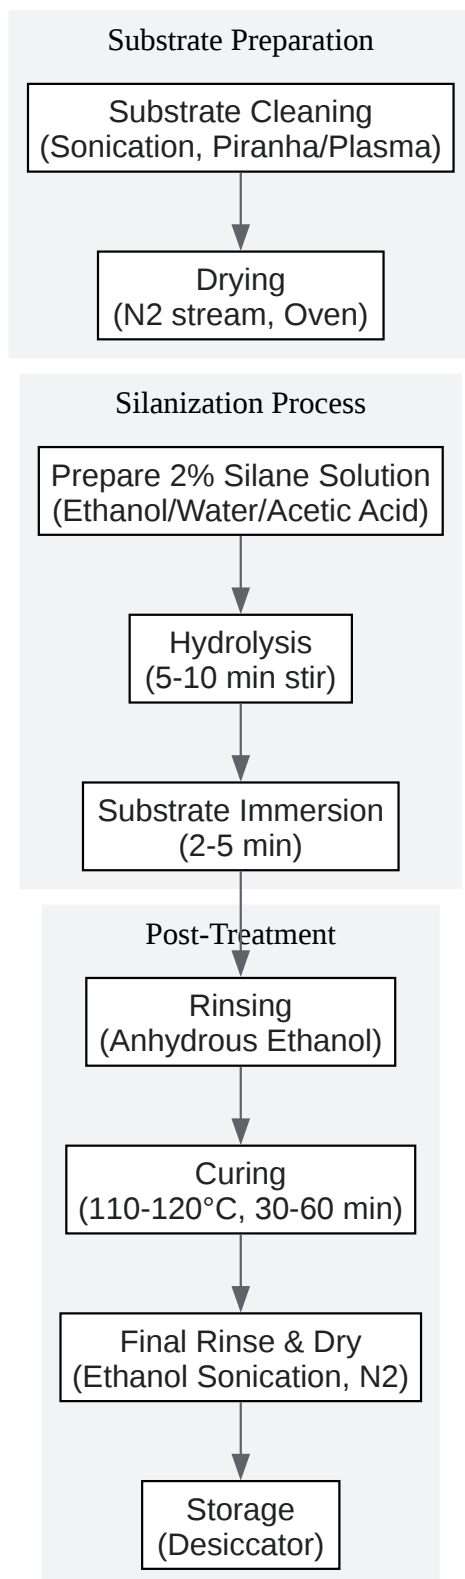 Substrate Preparation
Substrate Cleaning
(Sonication, Piranha/Plasma)
Drying
(N2 stream, Oven)
Silanization Process
Prepare 2% Silane Solution
(Ethanol/Water/Acetic Acid)
Hydrolysis
(5-10 min stir)
Substrate Immersion
(2-5 min)
Post-Treatment
Rinsing
(Anhydrous Ethanol)
Curing
(110-120°C, 30-60 min)
Final Rinse & Dry
(Ethanol Sonication, N2)
Storage
(Desiccator)